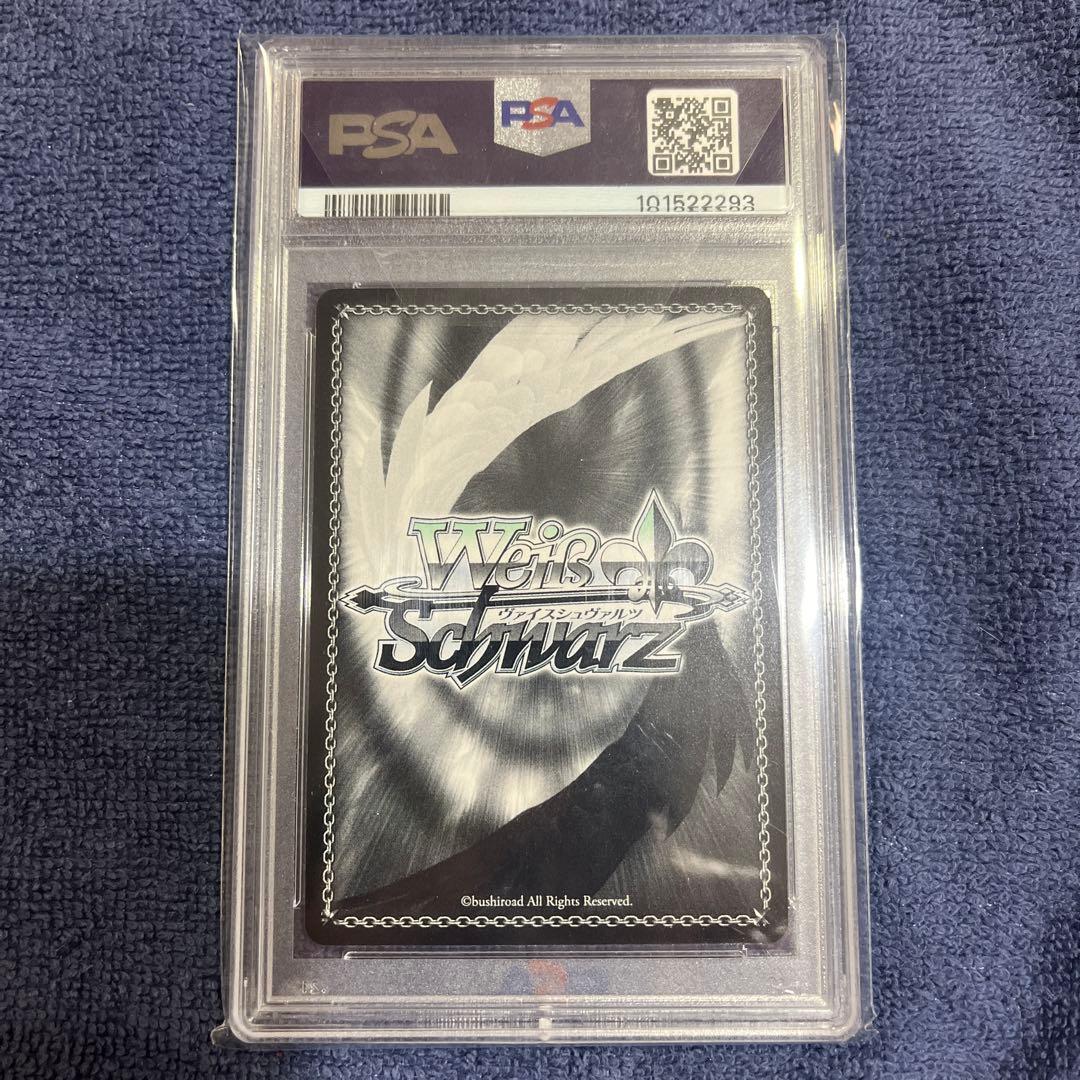 PSA PSA
101522293
Weiß
ヴァイスシュヴァルツ
Schwarz
©bushiroad All Rights Reserved.